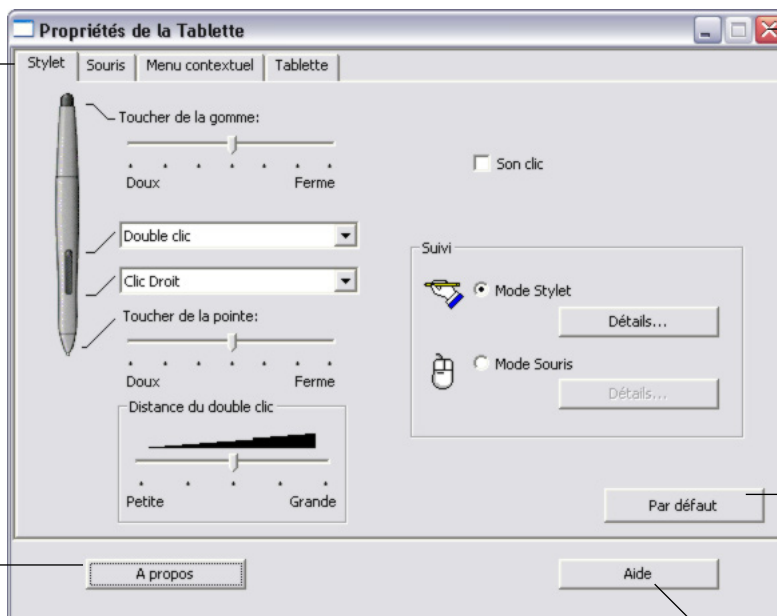 Propriétés de la Tablette
Stylet
Souris
Menu contextuel
Tablette
Toucher de la gomme:
Doux
Ferme
Son clic
Double clic
Clic Droit
Toucher de la pointe:
Doux
Ferme
Distance du double clic
Petite
Grande
Suivi
Mode Stylet
Détails...
Mode Souris
Détails...
Par défaut
A propos
Aide